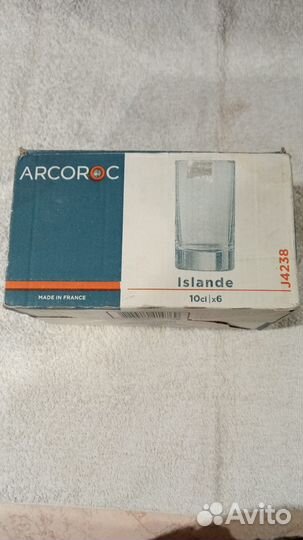 ARCOROC
MADE IN FRANCE
Islande
10cl|x6
J4238
Avito